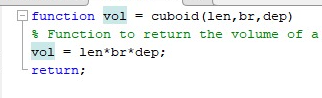 function vol = cuboid(len,br,dep)
% Function to return the volume of a
vol = len*br*dep;
return;